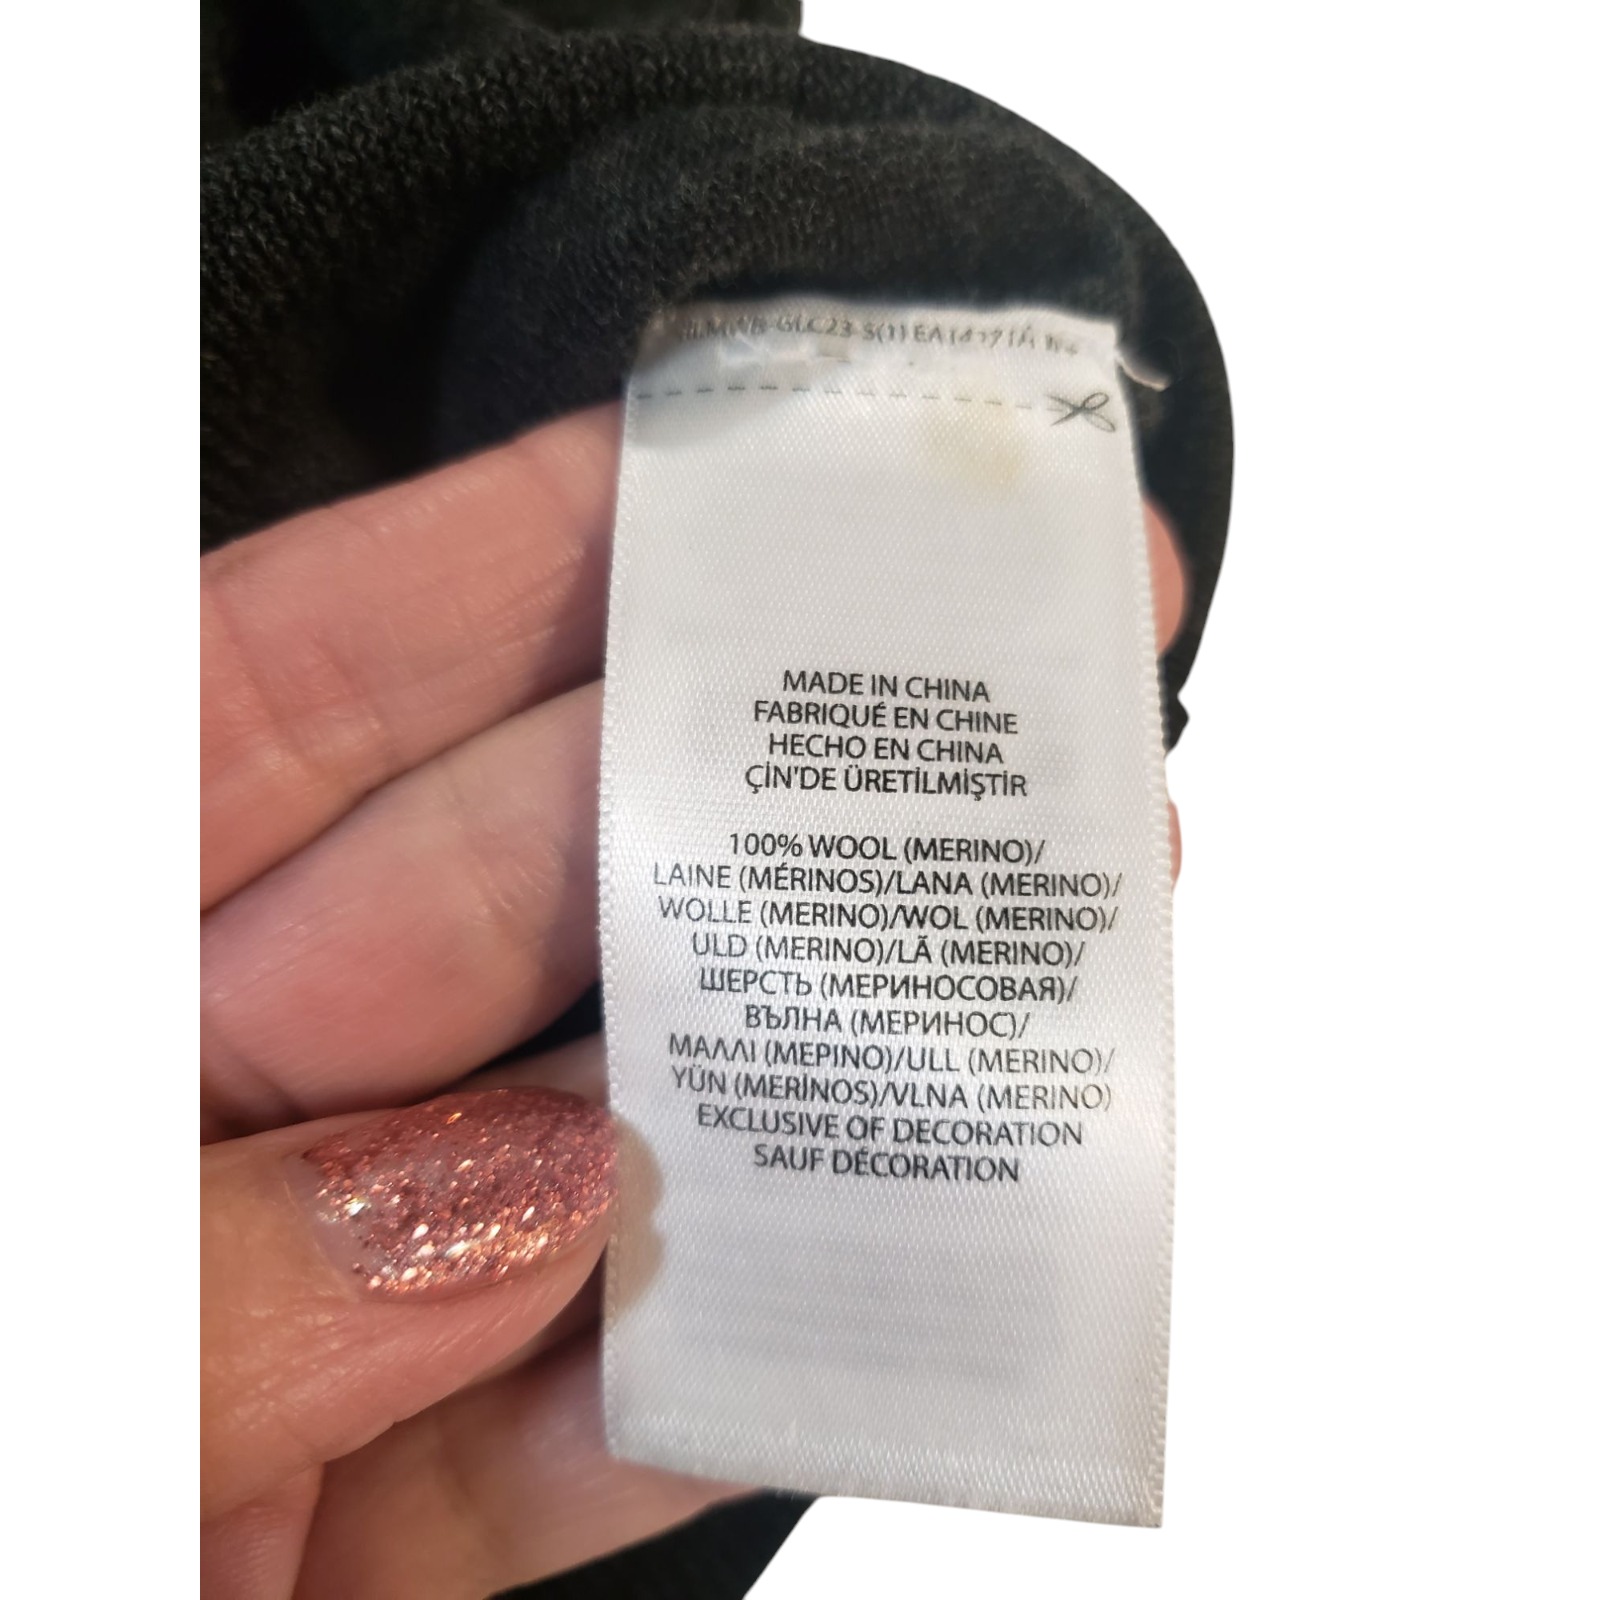 GLC23 S(1)
MADE IN CHINA
FABRIQUÉ EN CHINE
HECHO EN CHINA
ÇİN'DE ÜRETİLMİŞTİR
100% WOOL (MERINO)/
LAINE (MÉRINOS)/LANA (MERINO)/
WOLLE (MERINO)/WOL (MERINO)/
ULD (MERINO)/LÃ (MERINO)/
ШЕРСТЬ (МЕРИНОСОВАЯ)/
ВЪЛНА (МЕРИНОС)/
ΜΑΛΛΙ (ΜΕΡΙΝΟ)/ULL (MERINO)/
YÜN (MERİNOS)/VLNA (MERINO)
EXCLUSIVE OF DECORATION
SAUF DÉCORATION